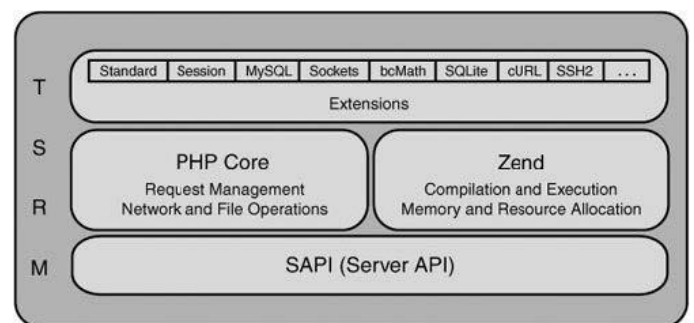 T
S
R
M
Standard Session MySQL Sockets bcMath SQLite cURL SSH2 ...
Extensions
PHP Core
Request Management
Network and File Operations
Zend
Compilation and Execution
Memory and Resource Allocation
SAPI (Server API)